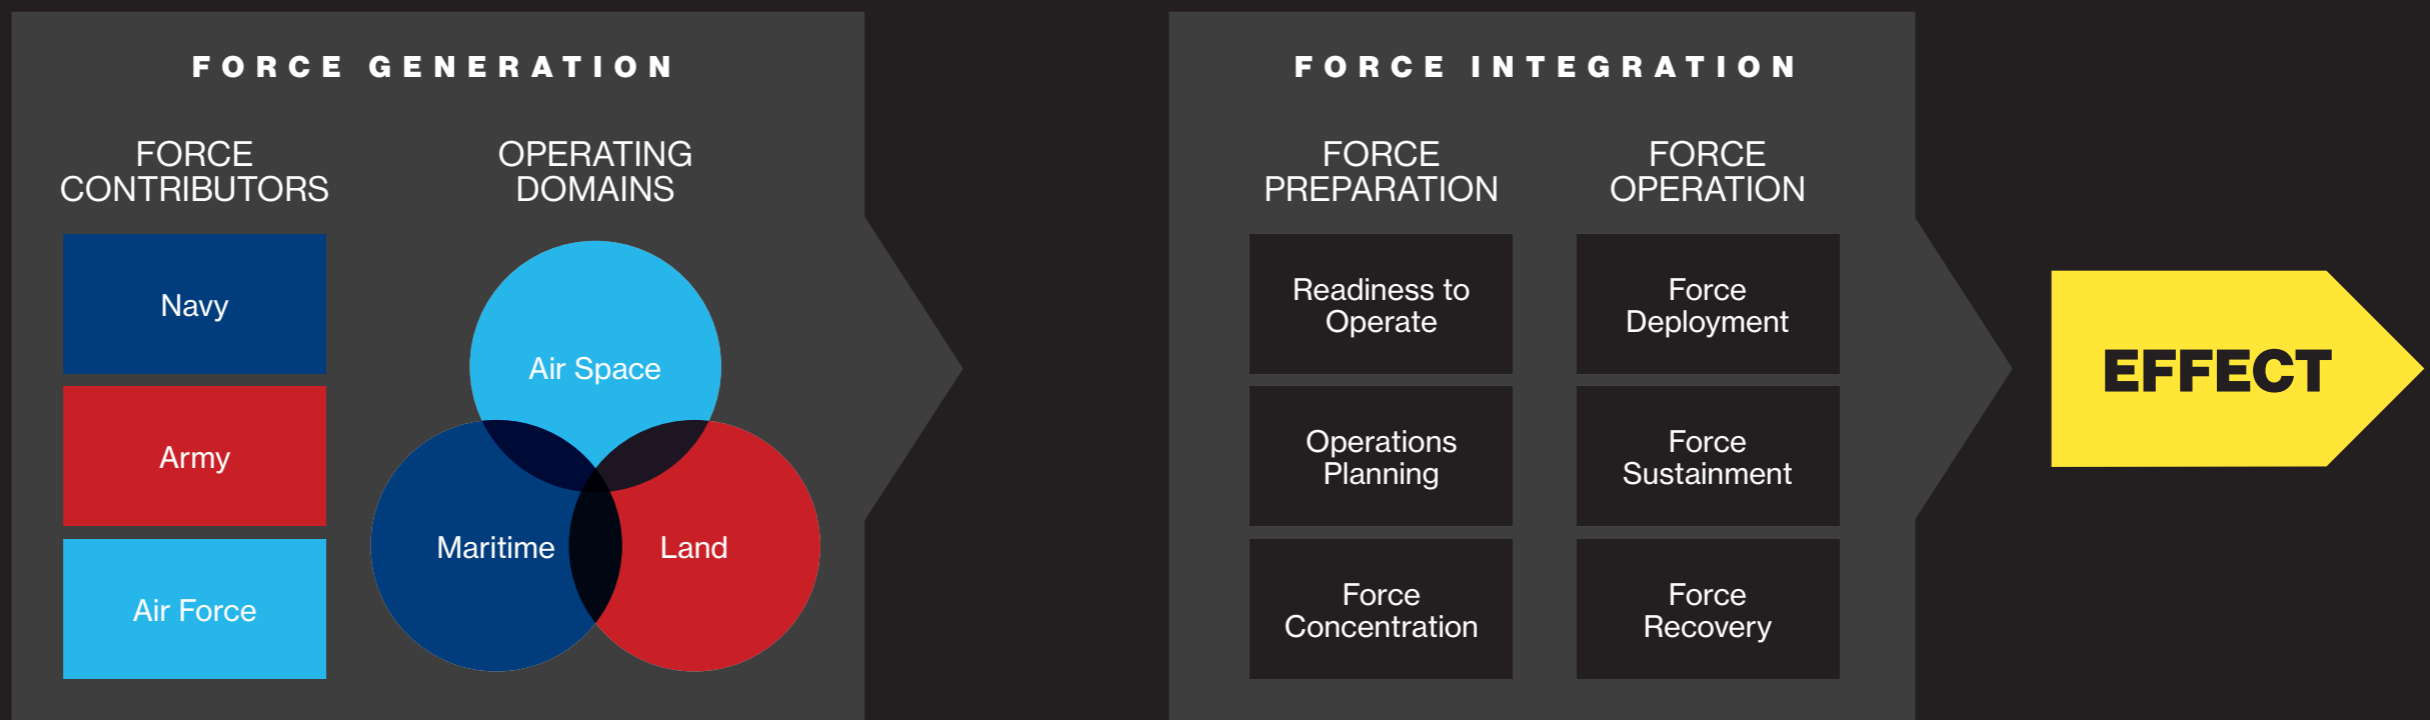 FORCE GENERATION
FORCE
CONTRIBUTORS
Navy
Army
Air Force
OPERATING
DOMAINS
Air Space
Maritime
Land
FORCE INTEGRATION
FORCE
PREPARATION
Readiness to
Operate
Operations
Planning
Force
Concentration
FORCE
OPERATION
Force
Deployment
Force
Sustainment
Force
Recovery
EFFECT